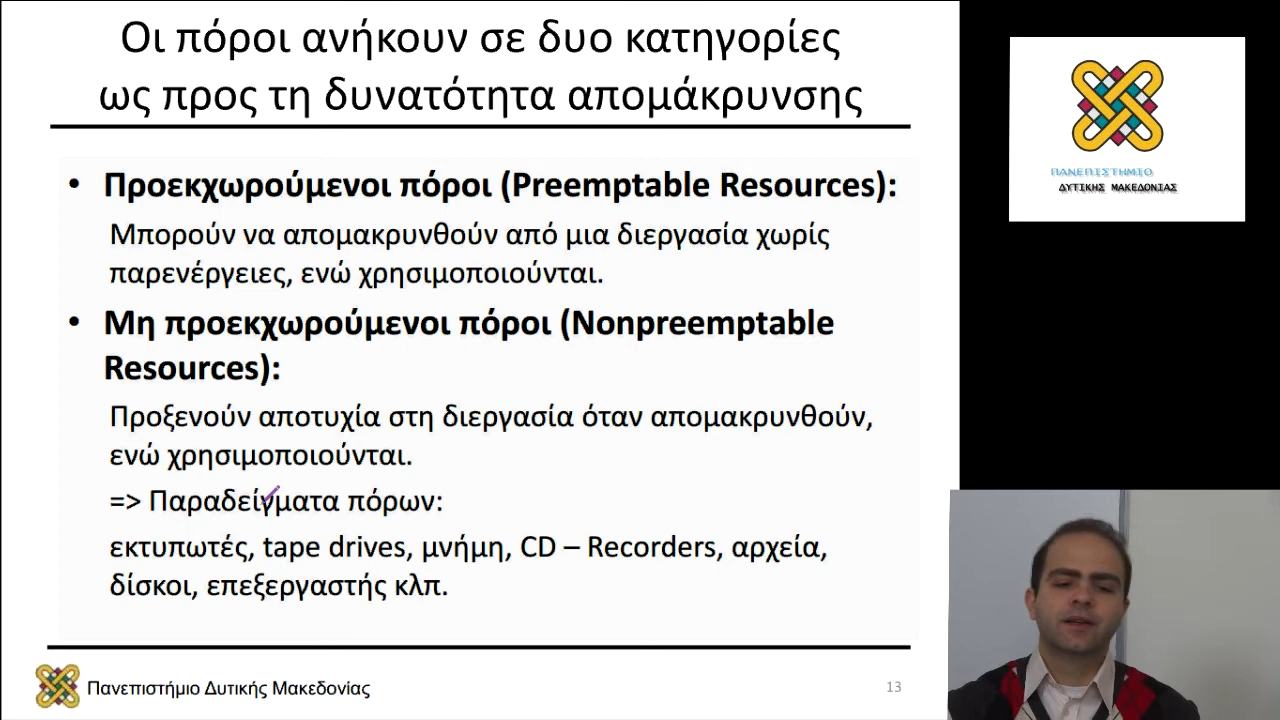 Οι πόροι ανήκουν σε δυο κατηγορίες
ως προς τη δυνατότητα απομάκρυνσης
• Προεκχωρούμενοι πόροι (Preemptable Resources):
Μπορούν να απομακρυνθούν από μια διεργασία χωρίς
παρενέργειες, ενώ χρησιμοποιούνται.
• Μη προεκχωρούμενοι πόροι (Nonpreemptable
Resources):
Προξενούν αποτυχία στη διεργασία όταν απομακρυνθούν,
ενώ χρησιμοποιούνται.
=> Παραδείγματα πόρων:
εκτυπωτές, tape drives, μνήμη, CD – Recorders, αρχεία,
δίσκοι, επεξεργαστής κλπ.
Πανεπιστήμιο Δυτικής Μακεδονίας
13
ΠΑΝΕΠΙΣΤΗΜΙΟ
ΔΥΤΙΚΗΣ ΜΑΚΕΔΟΝΙΑΣ